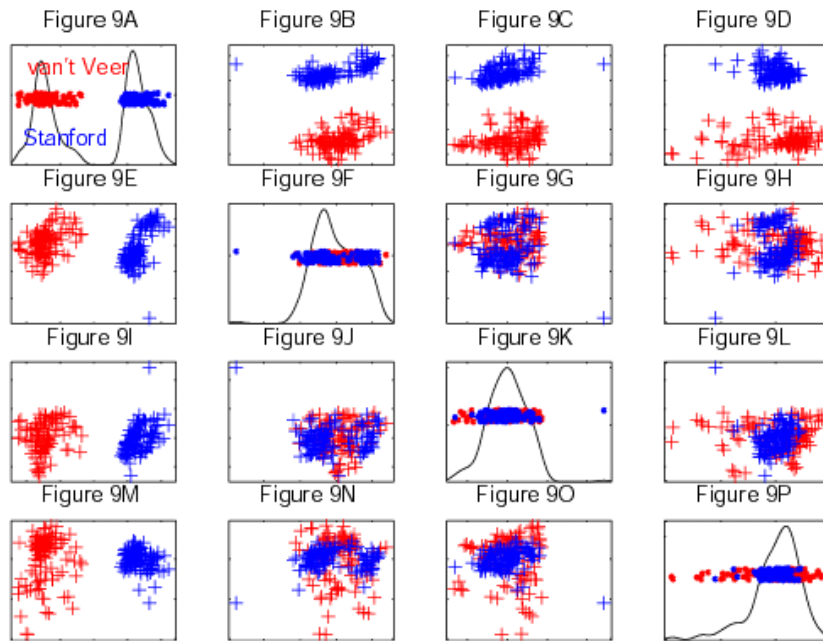 Figure 9A
Figure 9B
Figure 9C
Figure 9D
van't Veer
Stanford
Figure 9E
Figure 9F
Figure 9G
Figure 9H
Figure 9I
Figure 9J
Figure 9K
Figure 9L
Figure 9M
Figure 9N
Figure 9O
Figure 9P